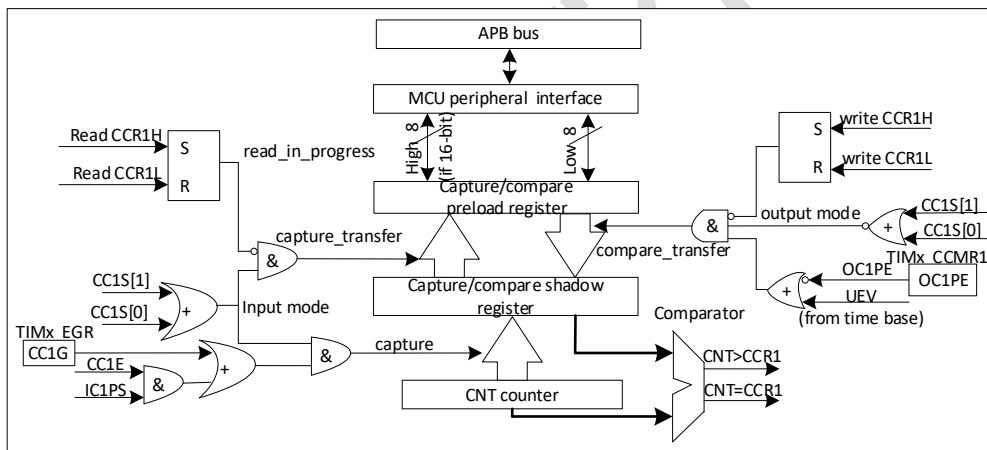 APB bus
MCU peripheral interface
High 8
(if 16-bit)
Low 8
Read CCR1H
Read CCR1L
S
R
read_in_progress
write CCR1H
write CCR1L
S
R
Capture/compare
preload register
CC1S[1]
CC1S[0]
output mode
+
&
capture_transfer
&
compare_transfer
TIMx_CCMR1
OC1PE
OC1PE
UEV
(from time base)
+
CC1S[1]
CC1S[0]
+
Input mode
Capture/compare shadow
register
Comparator
TIMx_EGR
CC1G
CC1E
IC1PS
&
+
&
capture
CNT counter
CNT>CCR1
CNT=CCR1